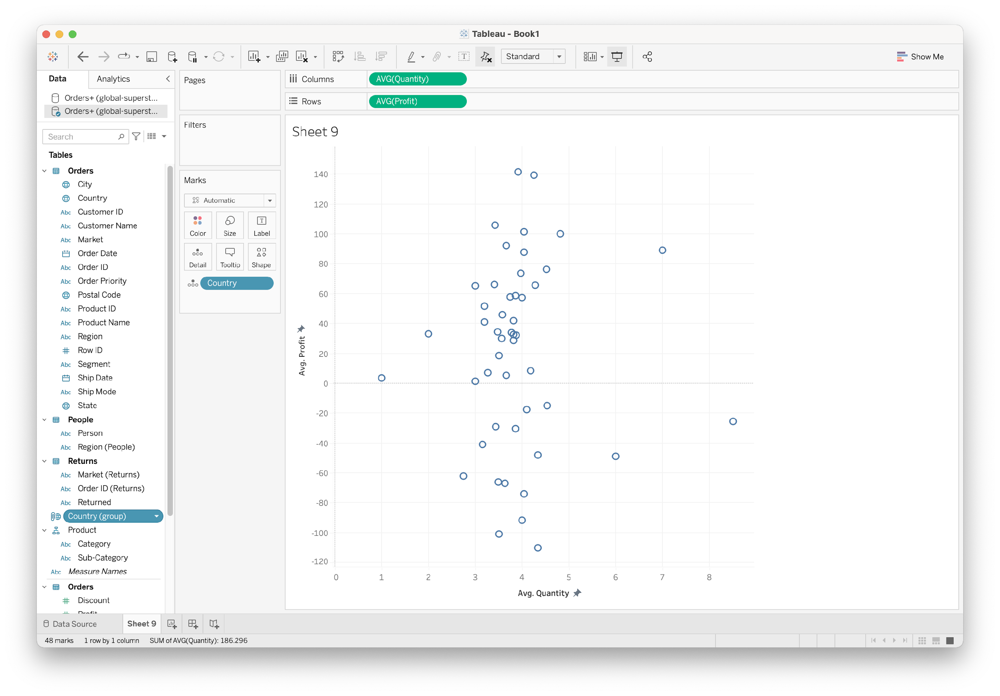 Tableau - Book1
Standard
Show Me
Data
Analytics
Orders+ (global-superst...
Orders+ (global-superst...
Search
Tables
Orders
City
Country
Abc Customer ID
Abc Customer Name
Abc Market
Order Date
Abc Order ID
Abc Order Priority
Postal Code
Abc Product ID
Abc Product Name
Abc Region
Row ID
Abc Segment
Ship Date
Abc Ship Mode
State
People
Abc Person
Abc Region (People)
Returns
Abc Market (Returns)
Abc Order ID (Returns)
Abc Returned
Country (group)
Product
Abc Category
Abc Sub-Category
Abc Measure Names
Orders
Discount
Profit
Pages
Filters
Marks
Automatic
Color Size Label
Detail Tooltip Shape
Country
Columns AVG(Quantity)
Rows AVG(Profit)
Sheet 9
140
120
100
80
60
40
20
0
-20
-40
-60
-80
-100
-120
Avg. Profit
0 1 2 3 4 5 6 7 8
Avg. Quantity
Data Source
Sheet 9
48 marks 1 row by 1 column SUM of AVG(Quantity): 186.296